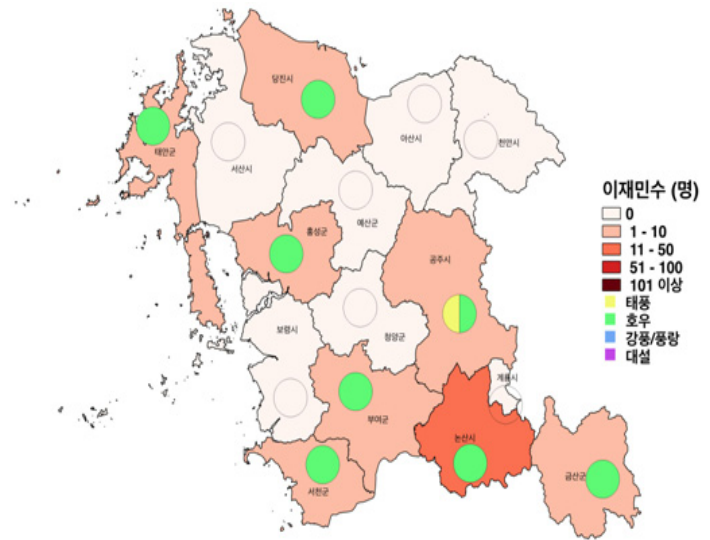 당진시
아산시
천안시
태안군
서산시
이재민수 (명)
예산군
0
홍성군
1 - 10
11 - 50
공주시
51 - 100
101 이상
태풍
호우
보령시
청양군
강풍/풍랑
대설
계룡시
부여군
논산시
금산군
서천군